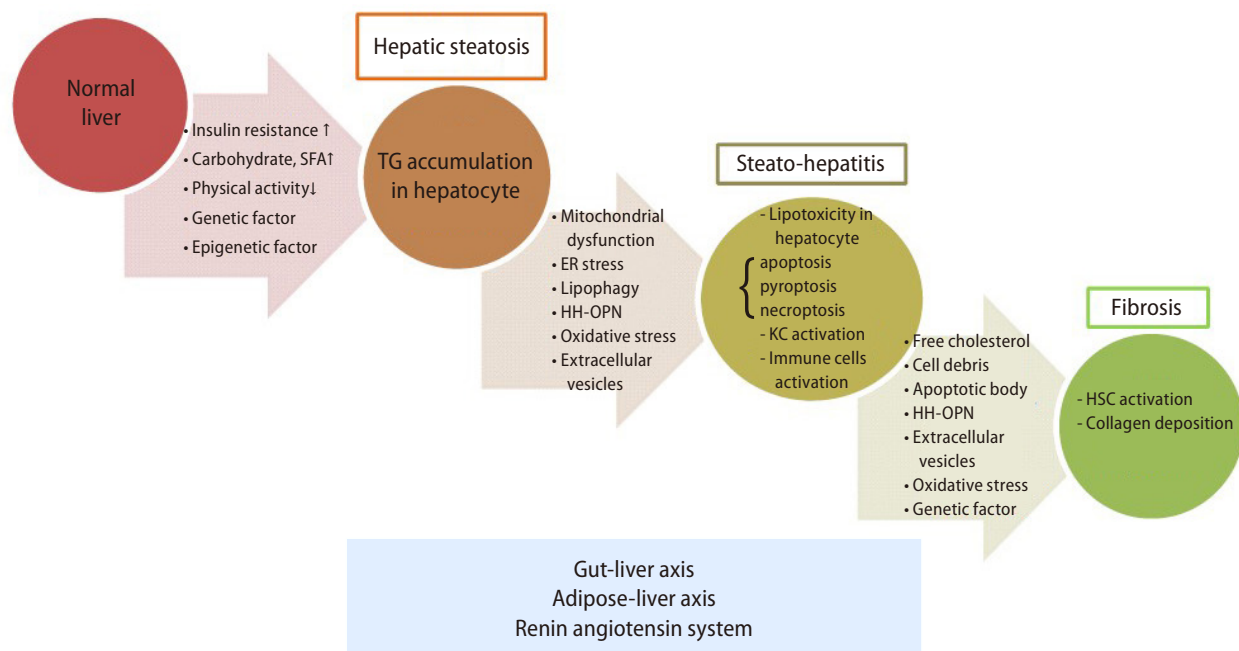 Normal
liver
• Insulin resistance ↑
• Carbohydrate, SFA↑
• Physical activity↓
• Genetic factor
• Epigenetic factor
Hepatic steatosis
TG accumulation
in hepatocyte
• Mitochondrial
dysfunction
• ER stress
• Lipophagy
• HH-OPN
• Oxidative stress
• Extracellular
vesicles
Steato-hepatitis
- Lipotoxicity in
hepatocyte
{ apoptosis
pyroptosis
necroptosis
- KC activation
- Immune cells
activation
• Free cholesterol
• Cell debris
• Apoptotic body
• HH-OPN
• Extracellular
vesicles
• Oxidative stress
• Genetic factor
Fibrosis
- HSC activation
- Collagen deposition
Gut-liver axis
Adipose-liver axis
Renin angiotensin system